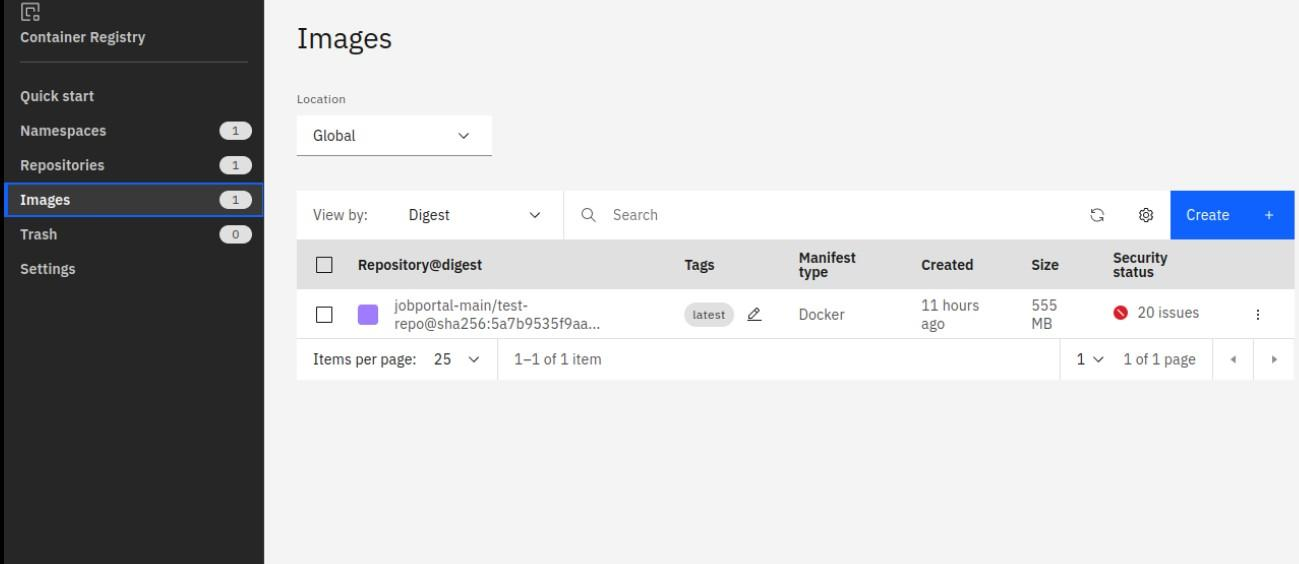 Container Registry
Quick start
Namespaces 1
Repositories 1
Images 1
Trash 0
Settings
Images
Location
Global
View by: Digest Search Create +
Repository@digest Tags Manifest type Created Size Security status
jobportal-main/test-
repo@sha256:5a7b9535f9aa... latest Docker 11 hours ago 555 MB 20 issues
Items per page: 25 1–1 of 1 item 1 1 of 1 page